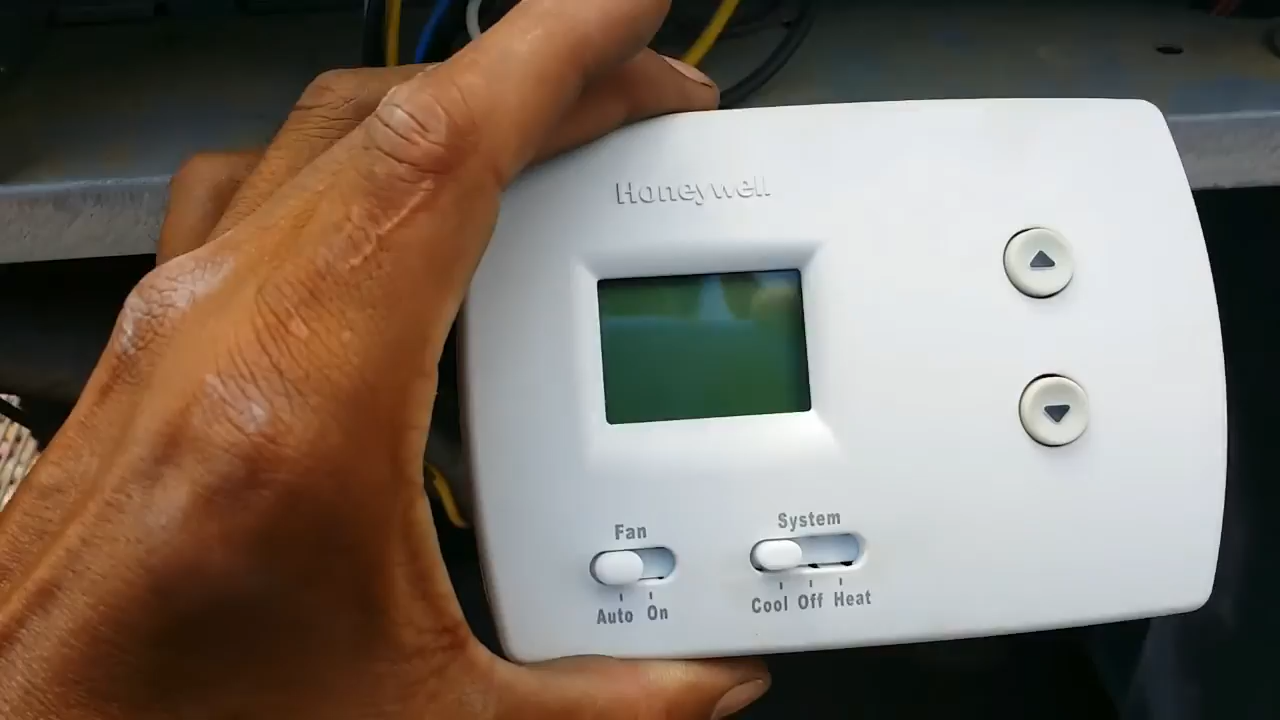 Honeywell
Fan
System
Auto On
Cool Off Heat